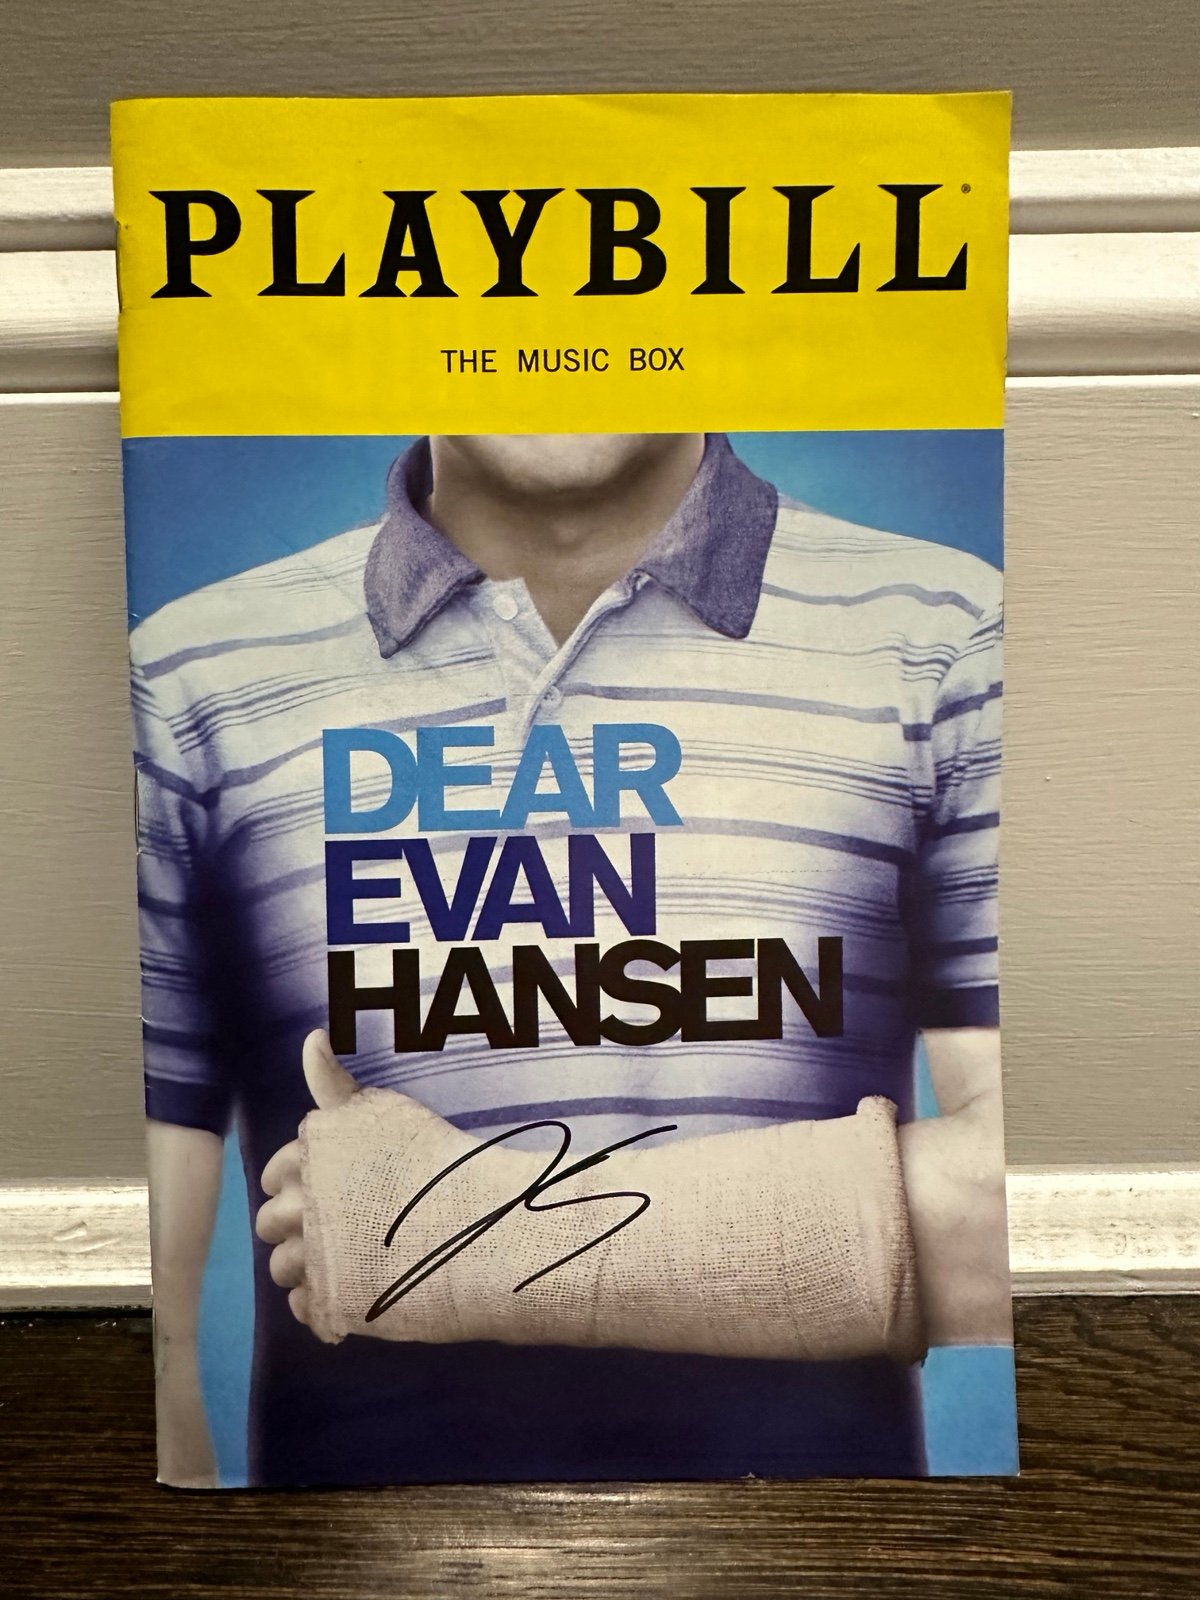 PLAYBILL®
THE MUSIC BOX
DEAR
EVAN
HANSEN